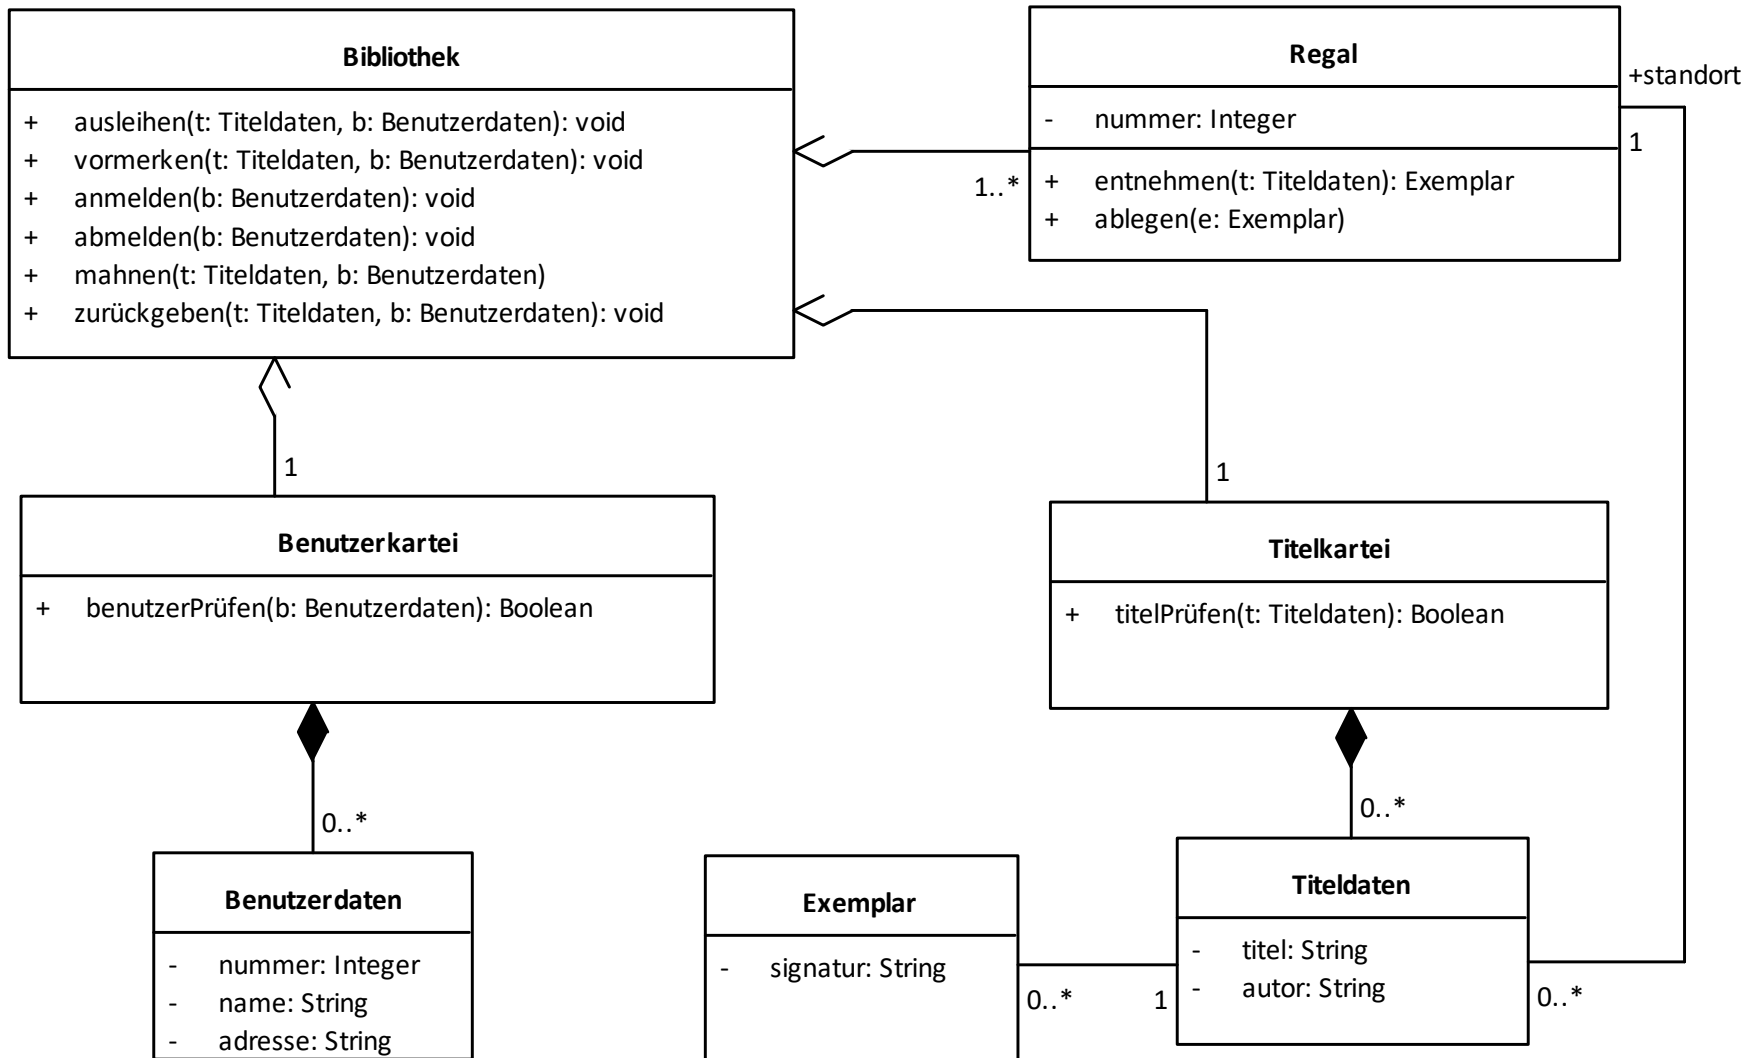 Bibliothek
+ ausleihen(t: Titeldaten, b: Benutzerdaten): void
+ vormerken(t: Titeldaten, b: Benutzerdaten): void
+ anmelden(b: Benutzerdaten): void
+ abmelden(b: Benutzerdaten): void
+ mahnen(t: Titeldaten, b: Benutzerdaten)
+ zurückgeben(t: Titeldaten, b: Benutzerdaten): void
Regal
- nummer: Integer
+ entnehmen(t: Titeldaten): Exemplar
+ ablegen(e: Exemplar)
+standort
1
1..*
1
1
Benutzerkartei
+ benutzerPrüfen(b: Benutzerdaten): Boolean
Titelkartei
+ titelPrüfen(t: Titeldaten): Boolean
0..*
0..*
Benutzerdaten
- nummer: Integer
- name: String
- adresse: String
Exemplar
- signatur: String
0..*
1
Titeldaten
- titel: String
- autor: String
0..*